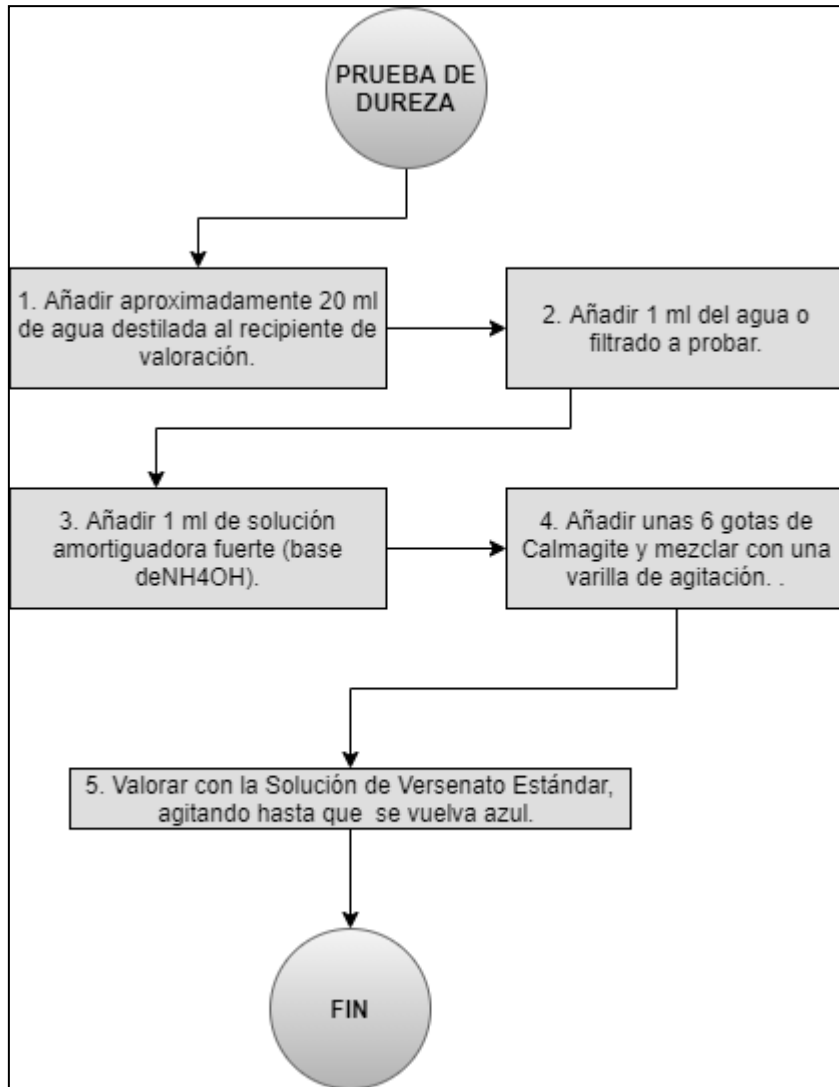 PRUEBA DE
DUREZA
1. Añadir aproximadamente 20 ml
de agua destilada al recipiente de
valoración.
2. Añadir 1 ml del agua o
filtrado a probar.
3. Añadir 1 ml de solución
amortiguadora fuerte (base
deNH4OH).
4. Añadir unas 6 gotas de
Calmagite y mezclar con una
varilla de agitación. .
5. Valorar con la Solución de Versenato Estándar,
agitando hasta que  se vuelva azul.
FIN